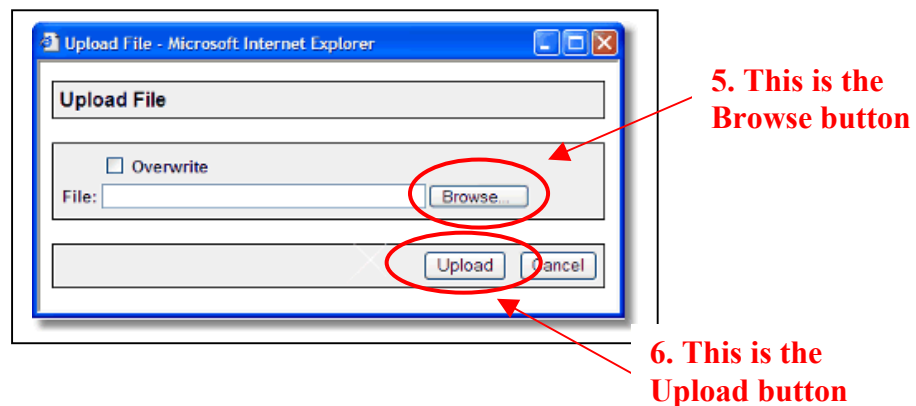 Upload File - Microsoft Internet Explorer
Upload File
5. This is the
Browse button
Overwrite
File:
Browse...
Upload
Cancel
6. This is the
Upload button